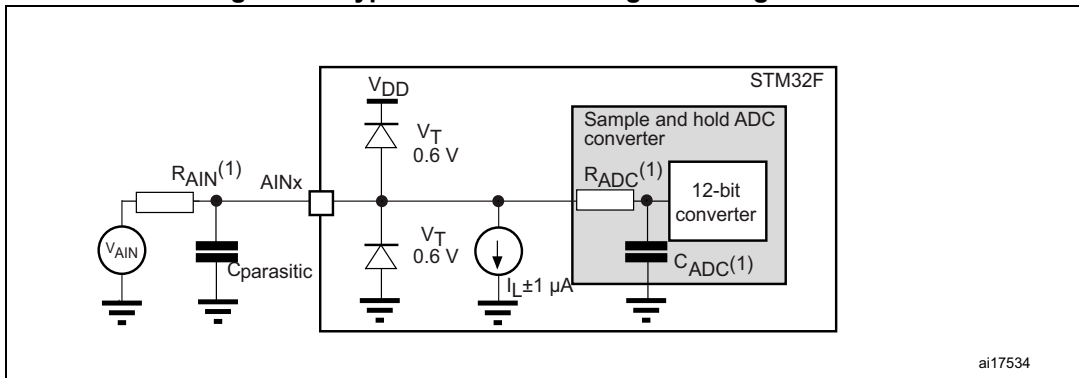 STM32F
VDD
VT
0.6 V
Sample and hold ADC
converter
RAIN(1)
AINx
RADC(1)
12-bit
converter
VAIN
Cparasitic
VT
0.6 V
IL±1 µA
CADC(1)
ai17534